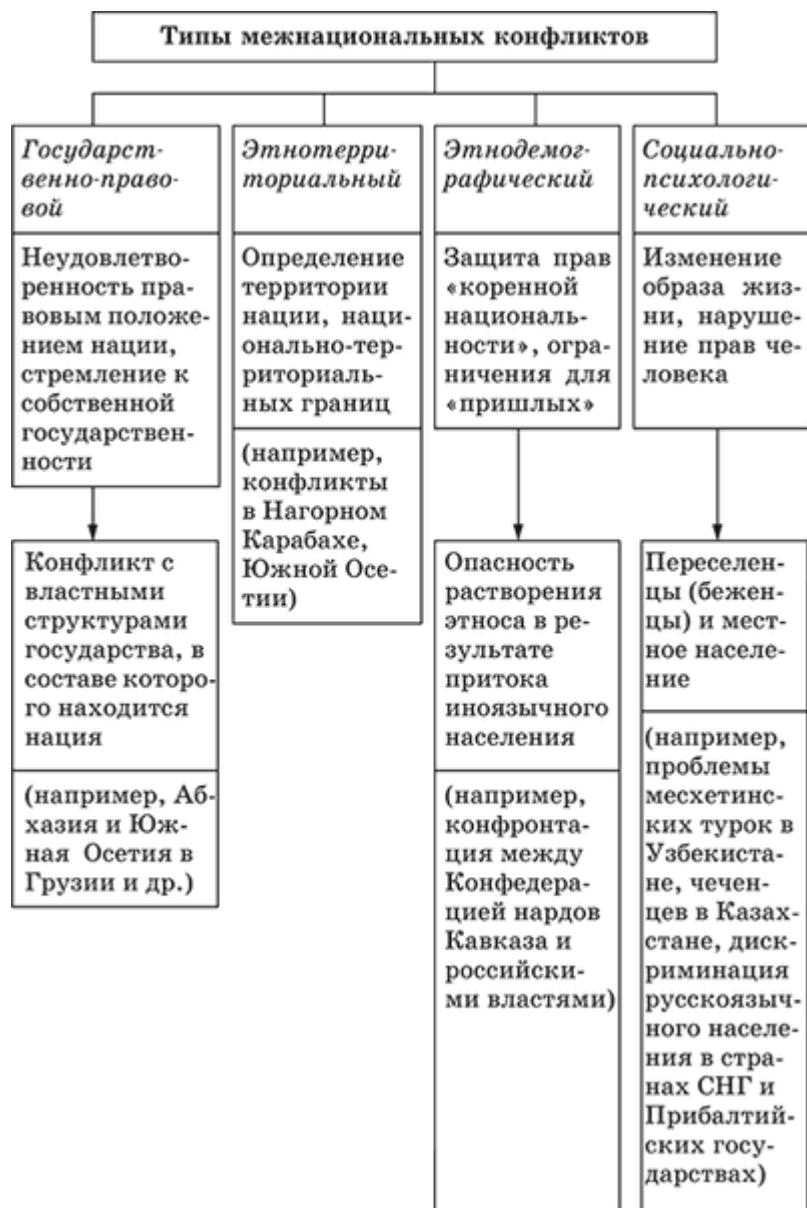 Типы межнациональных конфликтов
Государст-
венно-право-
вой
Неудовлетво-
ренность пра-
вовым положе-
нием нации,
стремление к
собственной
государствен-
ности
Конфликт с
властными
структурами
государства, в
составе которо-
го находится
нация
(например, Аб-
хазия и Юж-
ная Осетия в
Грузии и др.)
Этнотерри-
ториальный
Определение
территории
нации, наци-
онально-тер-
риториаль-
ных границ
(например,
конфликты
в Нагорном
Карабахе,
Южной Осе-
тии)
Этнодемог-
рафический
Защита прав
«коренной
националь-
ности», огра-
ничения для
«пришлых»
Опасность
растворения
этноса в ре-
зультате
притока
иноязычного
населения
(например,
конфронта-
ция между
Конфедера-
цией нардов
Кавказа и
российски-
ми властями)
Социально-
психологи-
ческий
Изменение
образа жиз-
ни, наруше-
ние прав че-
ловека
Переселен-
цы (бежен-
цы) и мест-
ное населе-
ние
(например,
проблемы
месхетинс-
ких турок в
Узбекиста-
не, чечен-
цев в Казах-
стане, диск-
риминация
русскоязыч-
ного населе-
ния в стра-
нах СНГ и
Прибалтий-
ских госу-
дарствах)